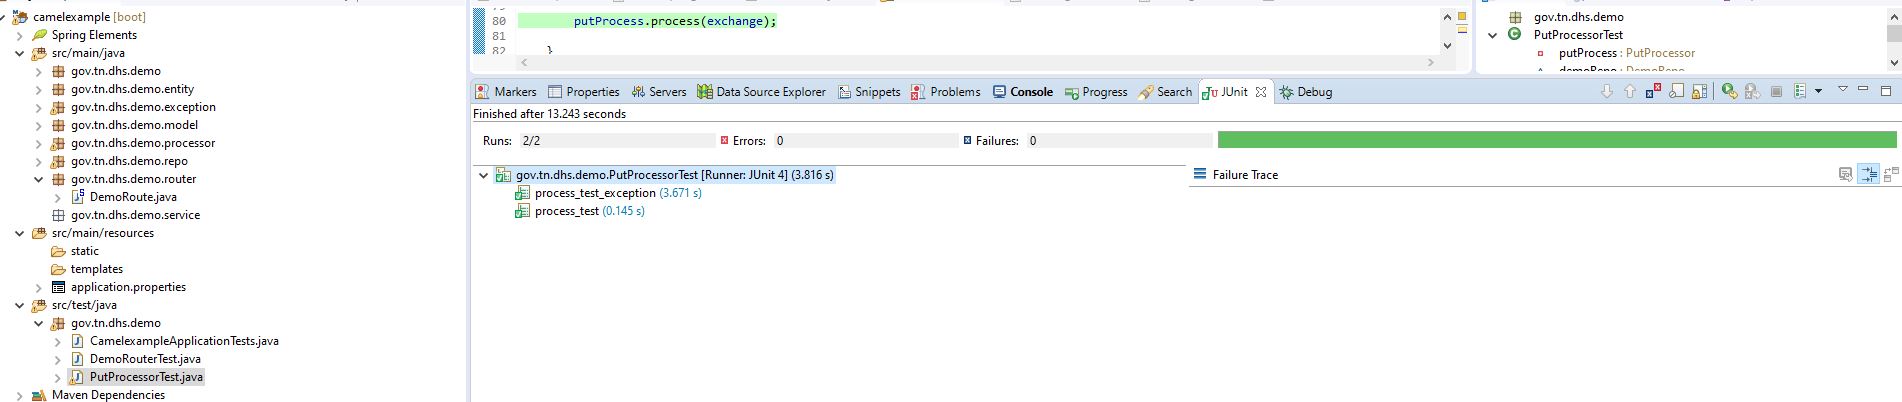 camelexample [boot]
Spring Elements
src/main/java
gov.tn.dhs.demo
gov.tn.dhs.demo.entity
gov.tn.dhs.demo.exception
gov.tn.dhs.demo.model
gov.tn.dhs.demo.processor
gov.tn.dhs.demo.repo
gov.tn.dhs.demo.router
DemoRoute.java
gov.tn.dhs.demo.service
src/main/resources
static
templates
application.properties
src/test/java
gov.tn.dhs.demo
CamelexampleApplicationTests.java
DemoRouterTest.java
PutProcessorTest.java
Maven Dependencies
80 putProcess.process(exchange);
81
82 }
gov.tn.dhs.demo
PutProcessorTest
putProcess : PutProcessor
demoRepo : DemoRepo
Markers Properties Servers Data Source Explorer Snippets Problems Console Progress Search JUnit Debug
Finished after 13.243 seconds
Runs: 2/2 Errors: 0 Failures: 0
gov.tn.dhs.demo.PutProcessorTest [Runner: JUnit 4] (3.816 s)
process_test_exception (3.671 s)
process_test (0.145 s)
Failure Trace